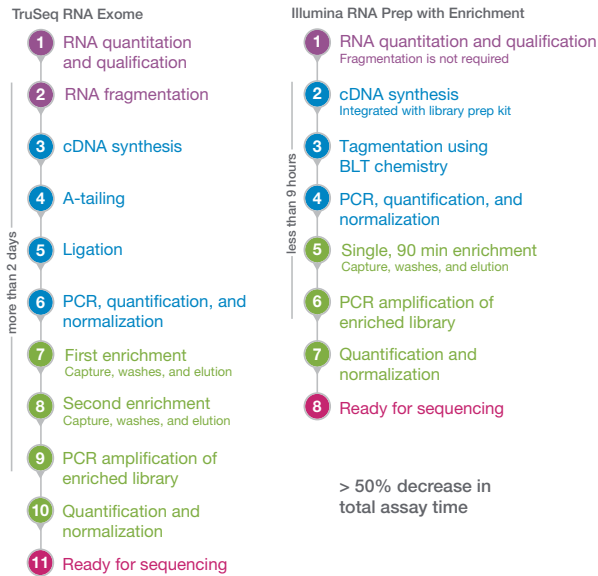 TruSeq RNA Exome
1
RNA quantitation
and qualification
2
RNA fragmentation
3
cDNA synthesis
4
A-tailing
5
Ligation
6
PCR, quantification, and
normalization
7
First enrichment
Capture, washes, and elution
8
Second enrichment
Capture, washes, and elution
9
PCR amplification of
enriched library
10
Quantification and
normalization
11
Ready for sequencing
more than 2 days
Illumina RNA Prep with Enrichment
1
RNA quantitation and qualification
Fragmentation is not required
2
cDNA synthesis
Integrated with library prep kit
3
Tagmentation using
BLT chemistry
4
PCR, quantification, and
normalization
5
Single, 90 min enrichment
Capture, washes, and elution
6
PCR amplification of
enriched library
7
Quantification and
normalization
8
Ready for sequencing
less than 9 hours
> 50% decrease in
total assay time